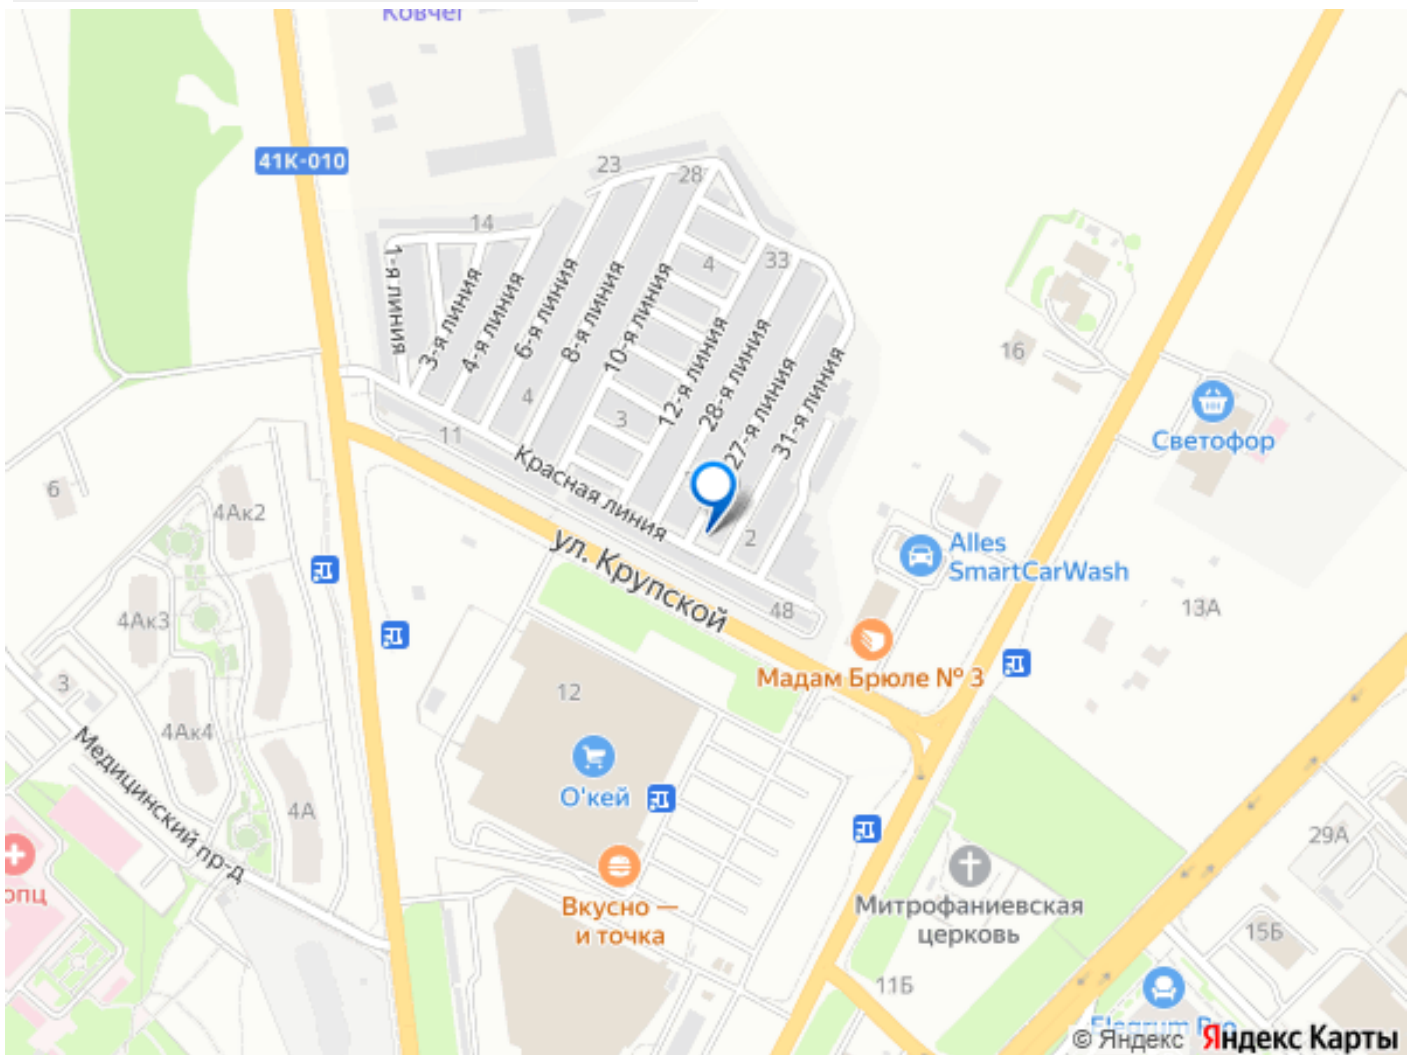 Ковчег
41К-010
23
28
14
4
33
1-я линия
3-я линия
4-я линия
6-я линия
8-я линия
10-я линия
12-я линия
28-я линия
27-я линия
31-я линия
16
4
3
11
Светофор
Красная линия
6
4Ак2
2
ул. Крупской
Alles
SmartCarWash
48
13А
4Ак3
Мадам Брюле № 3
3
12
4Ак4
Медицинский пр-д
О'кей
4А
29А
Вкусно —
и точка
Митрофаниевская
церковь
15Б
11Б
© Яндекс Яндекс Карты